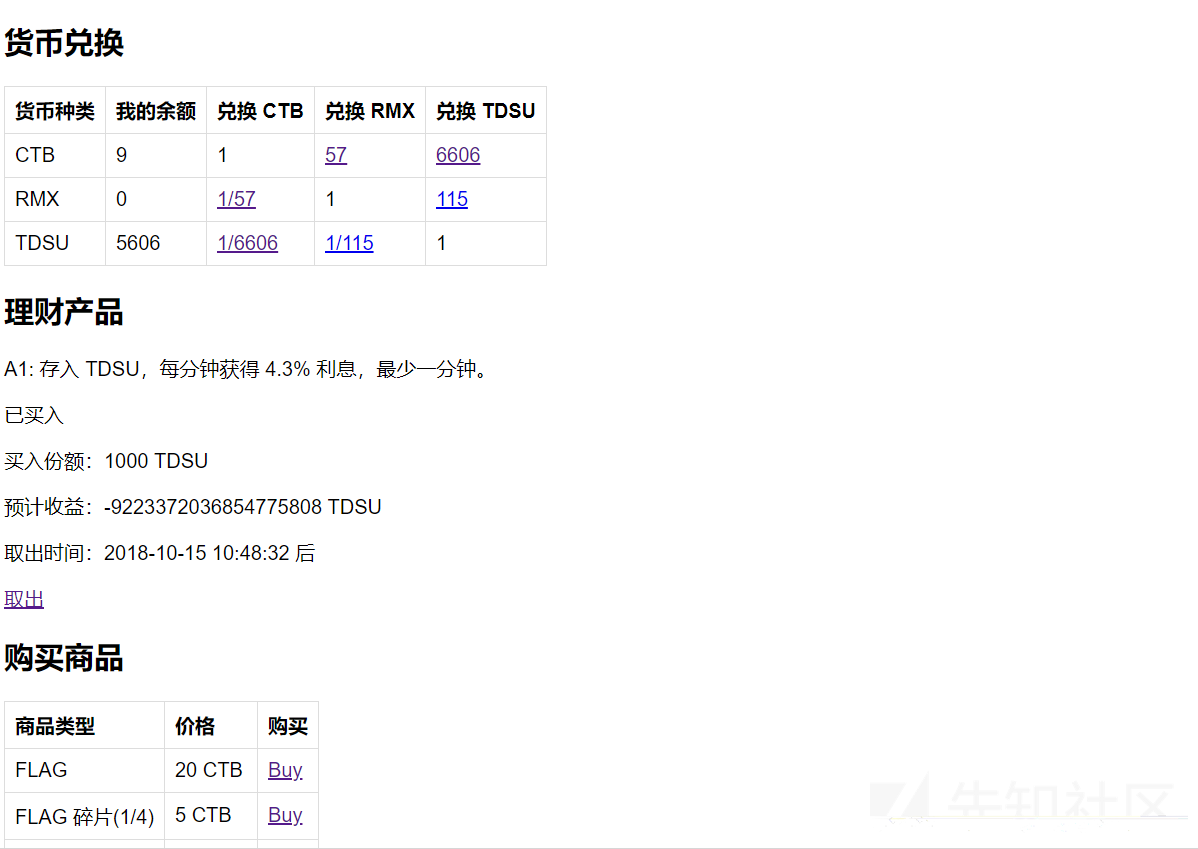 货币兑换
货币种类 我的余额 兑换 CTB 兑换 RMX 兑换 TDSU
CTB 9 1 57 6606
RMX 0 1/57 1 115
TDSU 5606 1/6606 1/115 1
理财产品
A1: 存入 TDSU，每分钟获得 4.3% 利息，最少一分钟。
已买入
买入份额：1000 TDSU
预计收益：-9223372036854775808 TDSU
取出时间：2018-10-15 10:48:32 后
取出
购买商品
商品类型 价格 购买
FLAG 20 CTB Buy
FLAG 碎片(1/4) 5 CTB Buy
先知社区